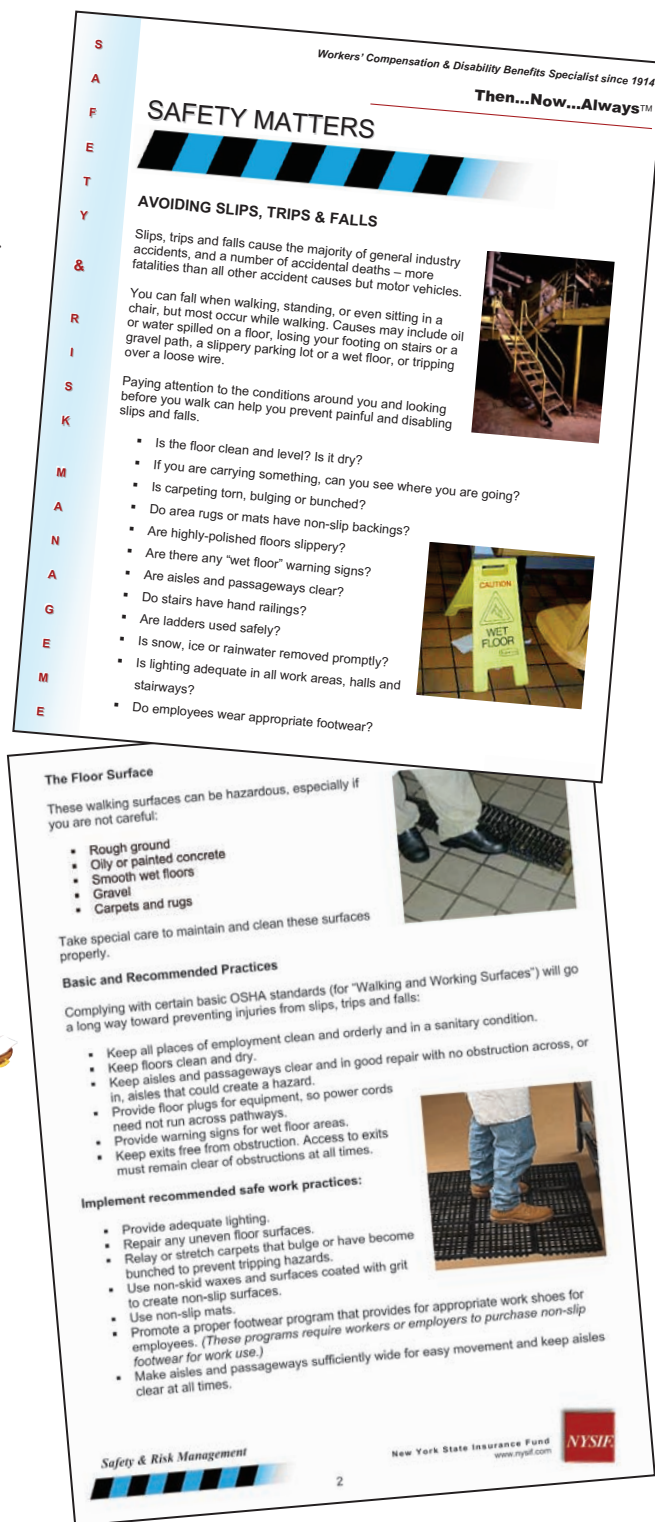 Workers' Compensation & Disability Benefits Specialist since 1914
Then...Now...Always™
SAFETY MATTERS
S
A
F
E
T
Y
&
R
I
S
K
M
A
N
A
G
E
M
E
AVOIDING SLIPS, TRIPS & FALLS
Slips, trips and falls cause the majority of general industry
accidents, and a number of accidental deaths – more
fatalities than all other accident causes but motor vehicles.
You can fall when walking, standing, or even sitting in a
chair, but most occur while walking. Causes may include oil
or water spilled on a floor, losing your footing on stairs or a
gravel path, a slippery parking lot or a wet floor, or tripping
over a loose wire.
Paying attention to the conditions around you and looking
before you walk can help you prevent painful and disabling
slips and falls.
▪ Is the floor clean and level? Is it dry?
▪ If you are carrying something, can you see where you are going?
▪ Is carpeting torn, bulging or bunched?
▪ Do area rugs or mats have non-slip backings?
▪ Are highly-polished floors slippery?
▪ Are there any "wet floor" warning signs?
▪ Are aisles and passageways clear?
▪ Do stairs have hand railings?
▪ Are ladders used safely?
▪ Is snow, ice or rainwater removed promptly?
▪ Is lighting adequate in all work areas, halls and
stairways?
▪ Do employees wear appropriate footwear?
CAUTION
WET
FLOOR
The Floor Surface
These walking surfaces can be hazardous, especially if
you are not careful:
▪ Rough ground
▪ Oily or painted concrete
▪ Smooth wet floors
▪ Gravel
▪ Carpets and rugs
Take special care to maintain and clean these surfaces
properly.
Basic and Recommended Practices
Complying with certain basic OSHA standards (for "Walking and Working Surfaces") will go
a long way toward preventing injuries from slips, trips and falls:
▪ Keep all places of employment clean and orderly and in a sanitary condition.
▪ Keep floors clean and dry.
▪ Keep aisles and passageways clear and in good repair with no obstruction across, or
in, aisles that could create a hazard.
▪ Provide floor plugs for equipment, so power cords
need not run across pathways.
▪ Provide warning signs for wet floor areas.
▪ Keep exits free from obstruction. Access to exits
must remain clear of obstructions at all times.
Implement recommended safe work practices:
▪ Provide adequate lighting.
▪ Repair any uneven floor surfaces.
▪ Relay or stretch carpets that bulge or have become
bunched to prevent tripping hazards.
▪ Use non-skid waxes and surfaces coated with grit
to create non-slip surfaces.
▪ Use non-slip mats.
▪ Promote a proper footwear program that provides for appropriate work shoes for
employees. (These programs require workers or employers to purchase non-slip
footwear for work use.)
▪ Make aisles and passageways sufficiently wide for easy movement and keep aisles
clear at all times.
Safety & Risk Management
New York State Insurance Fund
www.nysif.com
NYSIF
2